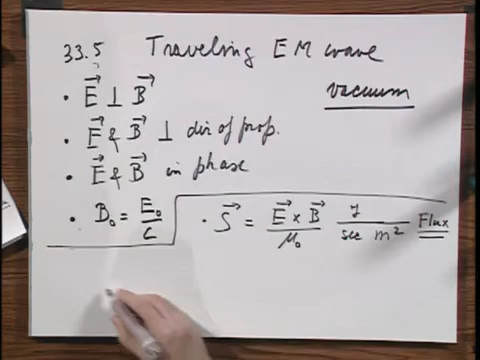 33.5 Traveling EM wave
vacuum
• E⃗ ⊥ B⃗
• E⃗ & B⃗ ⊥ dir of prop.
• E⃗ & B⃗ in phase
• B₀ = E₀/C
• S⃗ = E⃗ x B⃗ / μ₀ J / sec m² Flux